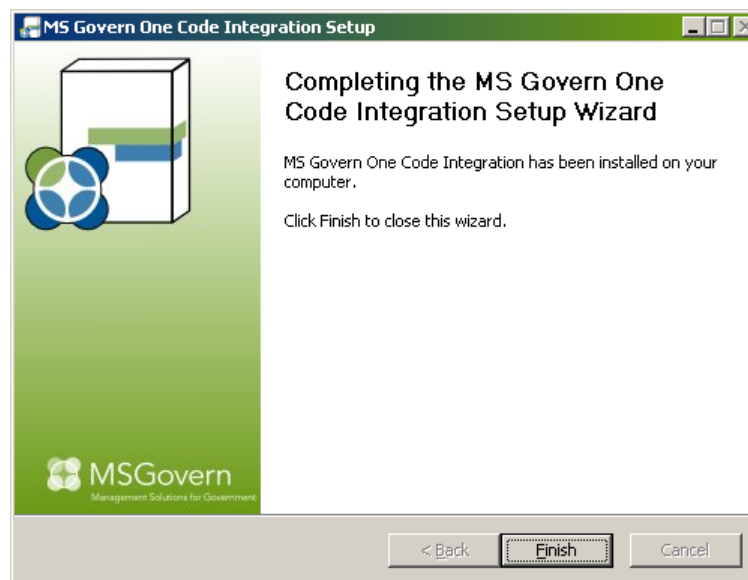 MS Govern One Code Integration Setup
Completing the MS Govern One
Code Integration Setup Wizard
MS Govern One Code Integration has been installed on your
computer.
Click Finish to close this wizard.
MSGovern
Management Solutions for Government
< Back
Finish
Cancel